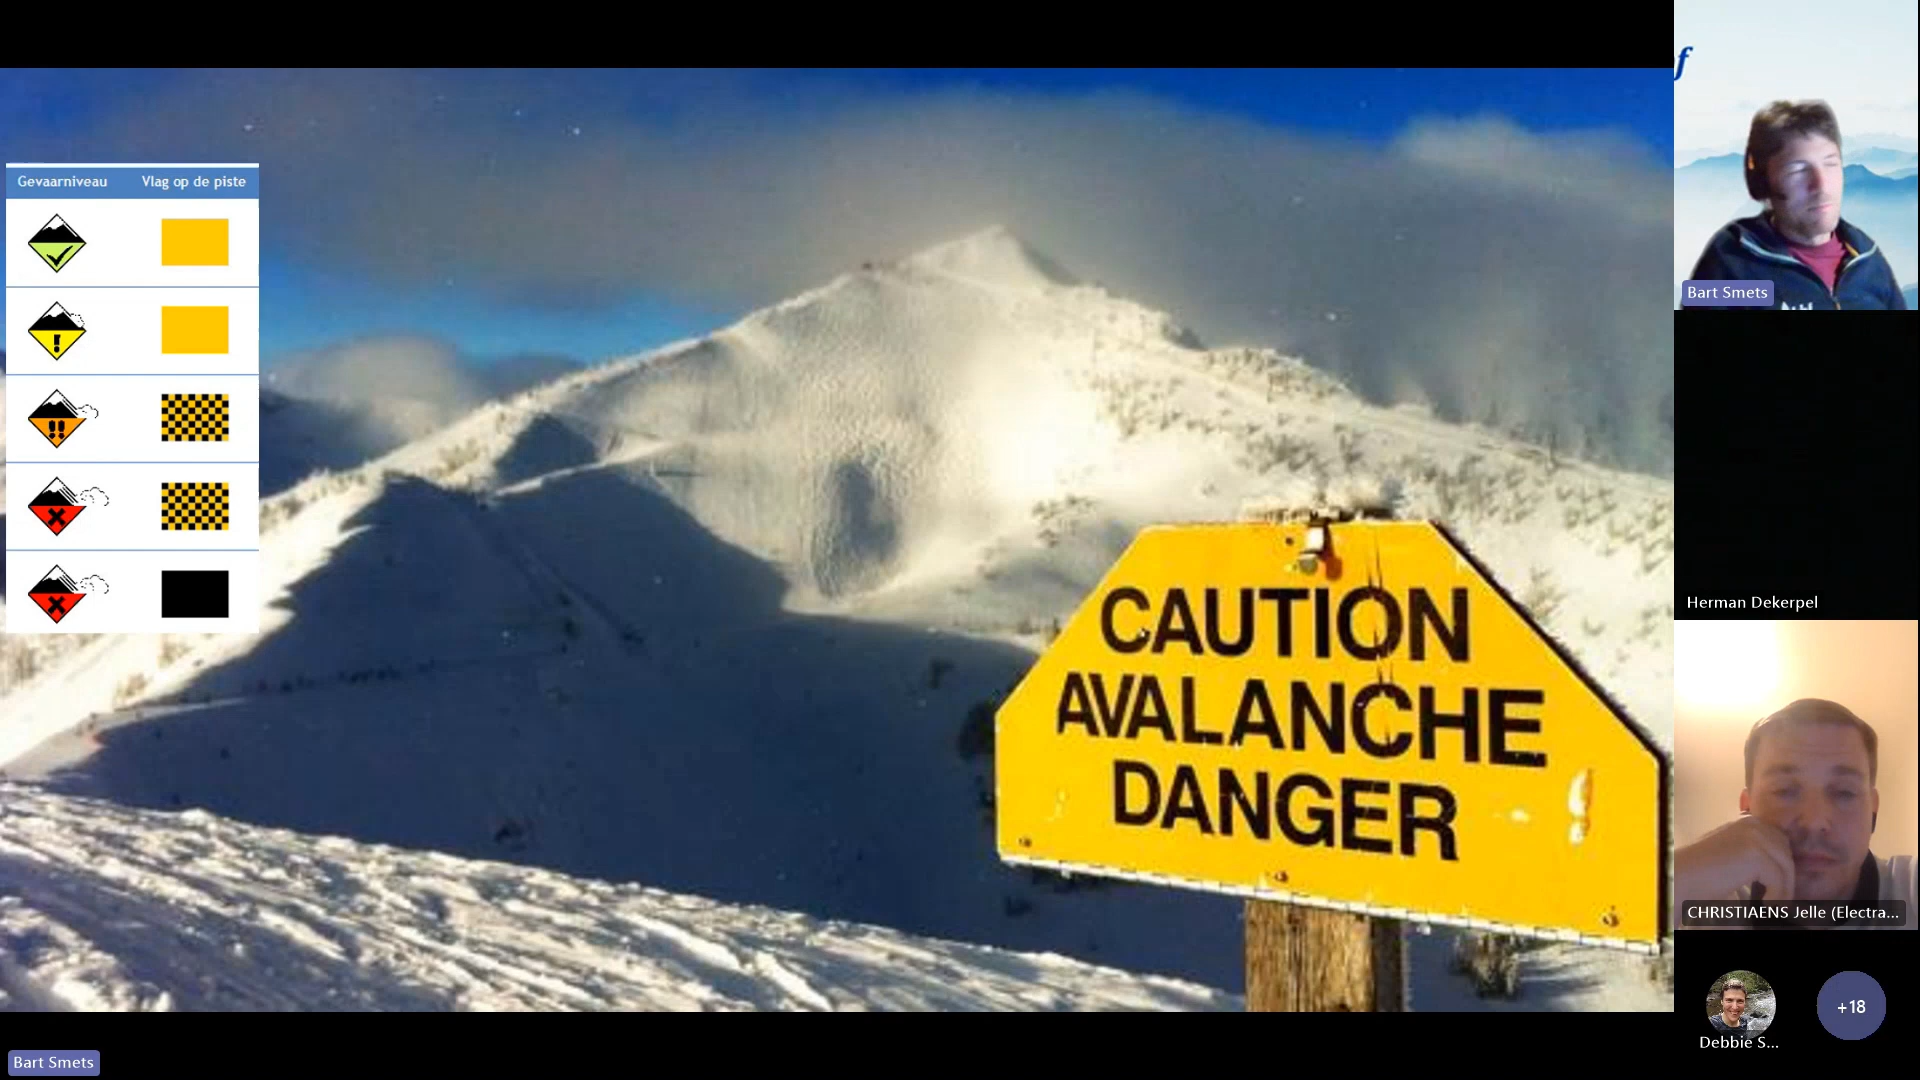 Gevaarniveau Vlag op de piste
CAUTION
AVALANCHE
DANGER
f
Bart Smets
Herman Dekerpel
CHRISTIAENS Jelle (Electra...
Debbie S...
+18
Bart Smets